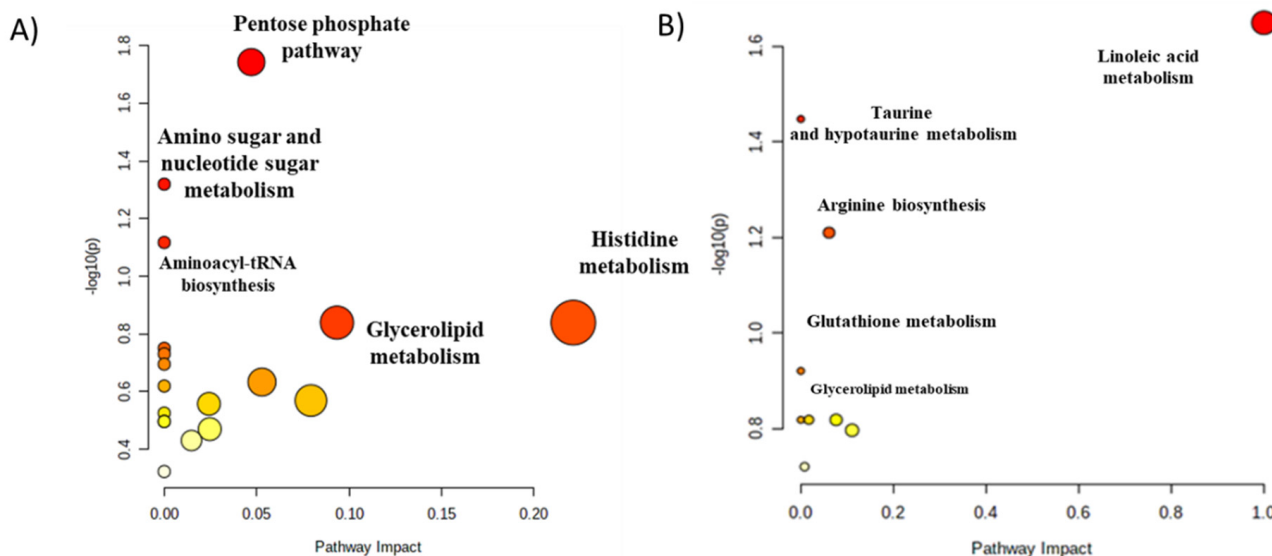 A)
Pentose phosphate
pathway
Amino sugar and
nucleotide sugar
metabolism
Aminoacyl-tRNA
biosynthesis
Histidine
metabolism
Glycerolipid
metabolism
-log10(p)
1.8
1.6
1.4
1.2
1.0
0.8
0.6
0.4
0.00 0.05 0.10 0.15 0.20
Pathway Impact
B)
Linoleic acid
metabolism
Taurine
and hypotaurine metabolism
Arginine biosynthesis
Glutathione metabolism
Glycerolipid metabolism
-log10(p)
1.6
1.4
1.2
1.0
0.8
0.0 0.2 0.4 0.6 0.8 1.0
Pathway Impact